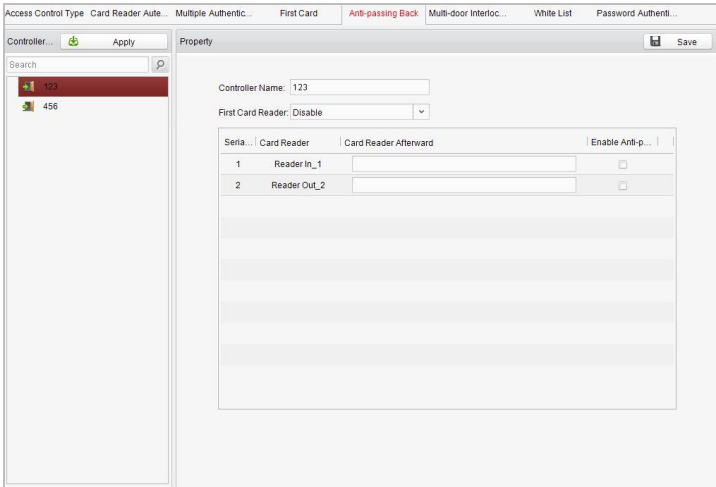 Access Control Type Card Reader Aute... Multiple Authentic... First Card Anti-passing Back Multi-door Interloc... White List Password Authenti...
Controller... Apply Property Save
Search
123
456
Controller Name: 123
First Card Reader: Disable
Seria... Card Reader Card Reader Afterward Enable Anti-p...
1 Reader In_1
2 Reader Out_2